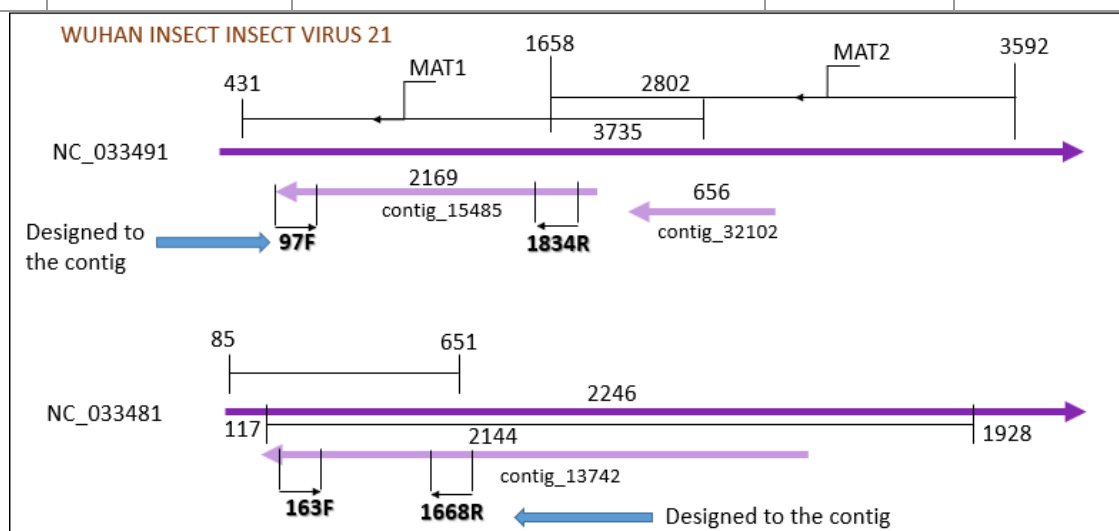 WUHAN INSECT INSECT VIRUS 21
1658
3592
MAT1
MAT2
431
2802
3735
NC_033491
2169
656
contig_15485
contig_32102
Designed to
the contig
97F
1834R
85
651
2246
NC_033481
117
2144
1928
contig_13742
163F
1668R
Designed to the contig